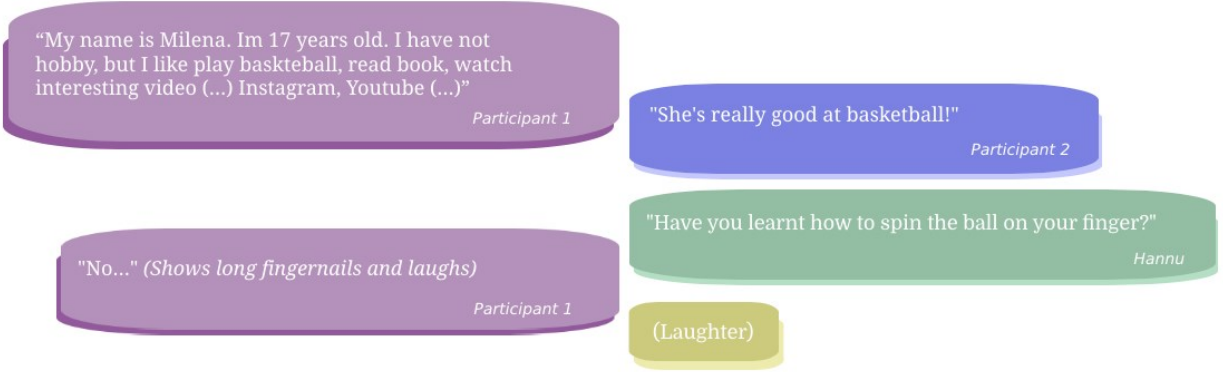 “My name is Milena. Im 17 years old. I have not
hobby, but I like play baskteball, read book, watch
interesting video (...) Instagram, Youtube (...)”
Participant 1
"She's really good at basketball!"
Participant 2
"Have you learnt how to spin the ball on your finger?"
Hannu
"No..." (Shows long fingernails and laughs)
Participant 1
(Laughter)